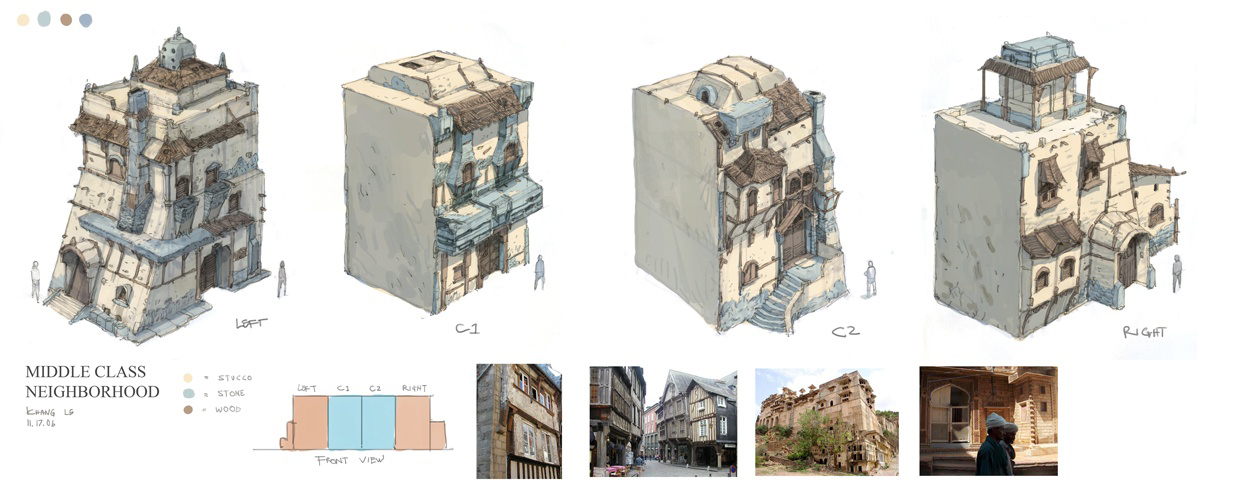 LEFT
C1
C2
RIGHT
MIDDLE CLASS
NEIGHBORHOOD
KHANG LE
11.17.06
= STUCCO
= STONE
= WOOD
LEFT C1 C2 RIGHT
FRONT VIEW